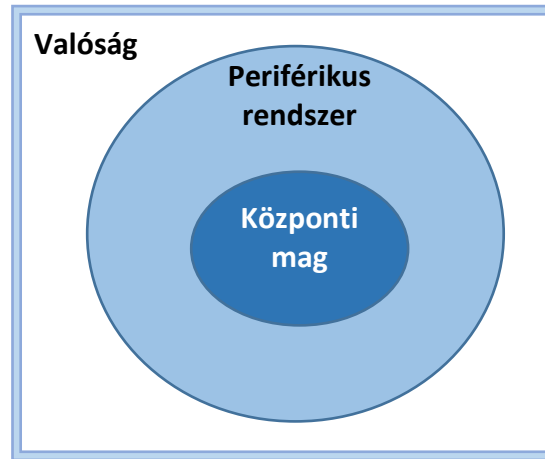 Valóság
Periférikus
rendszer
Központi
mag